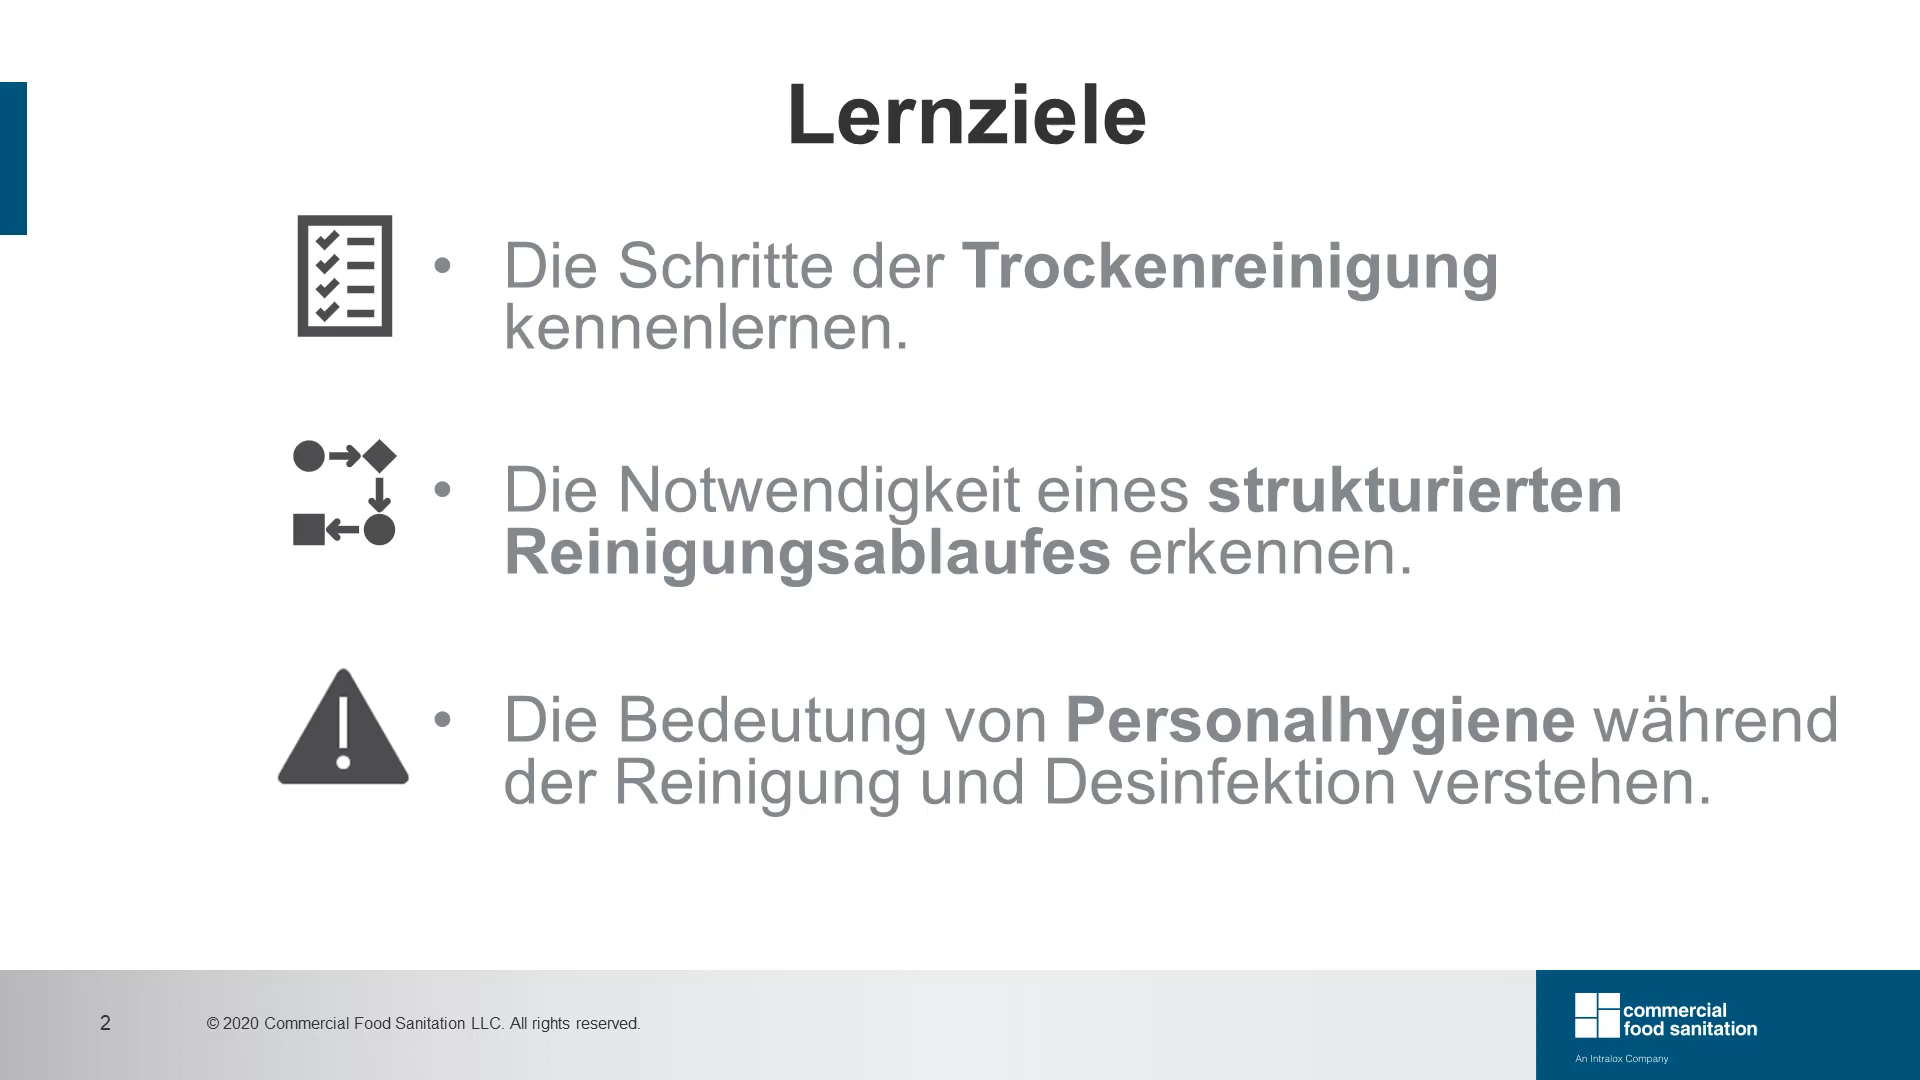 Lernziele
• Die Schritte der Trockenreinigung
kennenlernen.
• Die Notwendigkeit eines strukturierten
Reinigungsablaufes erkennen.
• Die Bedeutung von Personalhygiene während
der Reinigung und Desinfektion verstehen.
2
© 2020 Commercial Food Sanitation LLC. All rights reserved.
commercial
food sanitation
An Intralox Company